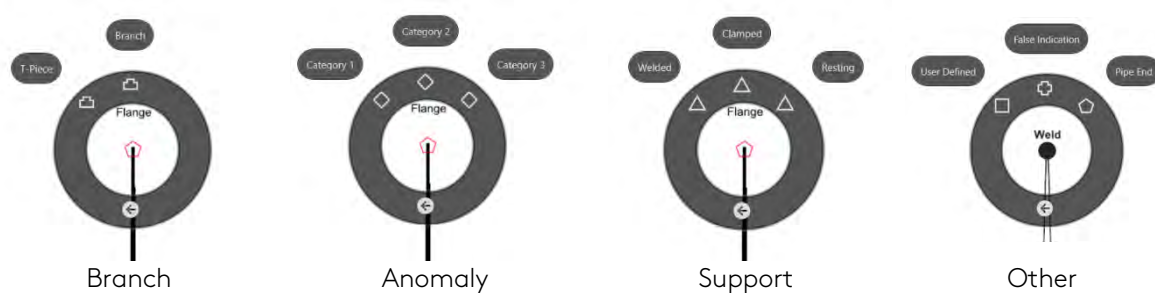 Branch
T-Piece
Flange
Branch
Category 2
Category 1
Category 3
Flange
Anomaly
Clamped
Welded
Resting
Flange
Support
False Indication
User Defined
Pipe End
Weld
Other